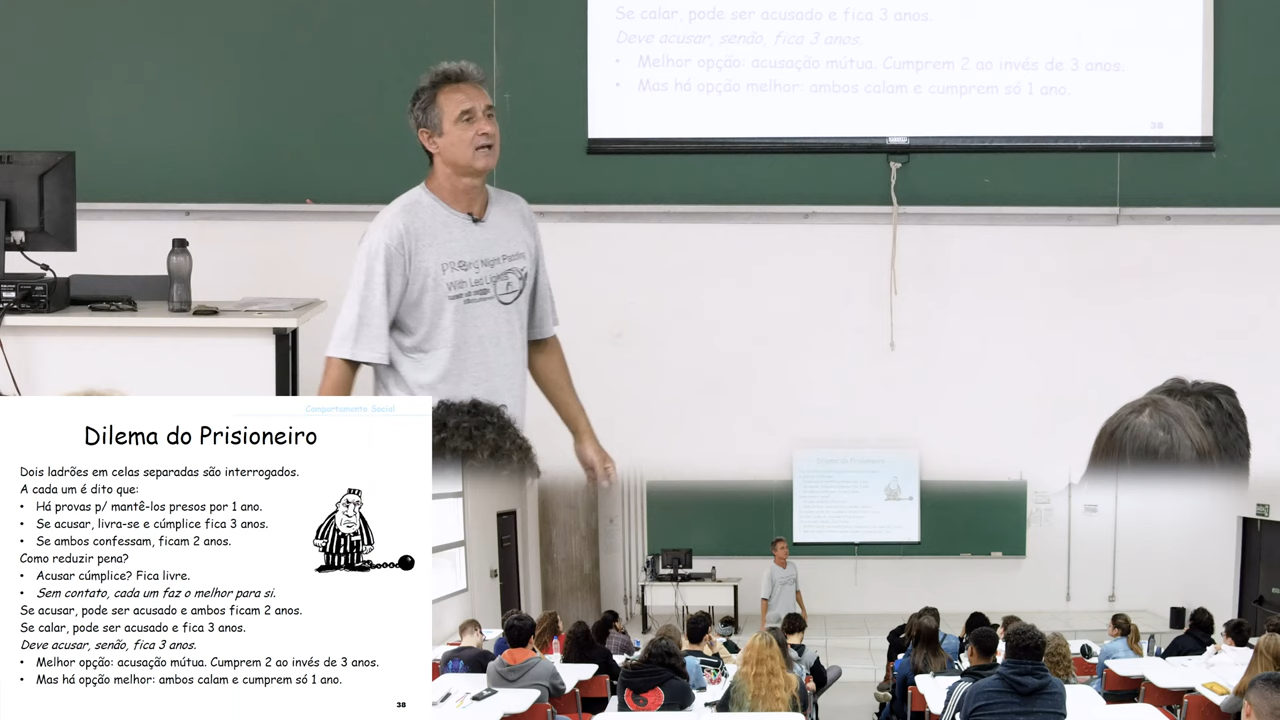 Se calar, pode ser acusado e fica 3 anos.
Deve acusar, senão, fica 3 anos.
• Melhor opção: acusação mútua. Cumprem 2 ao invés de 3 anos.
• Mas há opção melhor: ambos calam e cumprem só 1 ano.
38
Night
With Led
Comportamento Social
Dilema do Prisioneiro
Dois ladrões em celas separadas são interrogados.
A cada um é dito que:
• Há provas p/ mantê-los presos por 1 ano.
• Se acusar, livra-se e cúmplice fica 3 anos.
• Se ambos confessam, ficam 2 anos.
Como reduzir pena?
• Acusar cúmplice? Fica livre.
• Sem contato, cada um faz o melhor para si.
Se acusar, pode ser acusado e ambos ficam 2 anos.
Se calar, pode ser acusado e fica 3 anos.
Deve acusar, senão, fica 3 anos.
• Melhor opção: acusação mútua. Cumprem 2 ao invés de 3 anos.
• Mas há opção melhor: ambos calam e cumprem só 1 ano.
38
Dilema do Prisioneiro